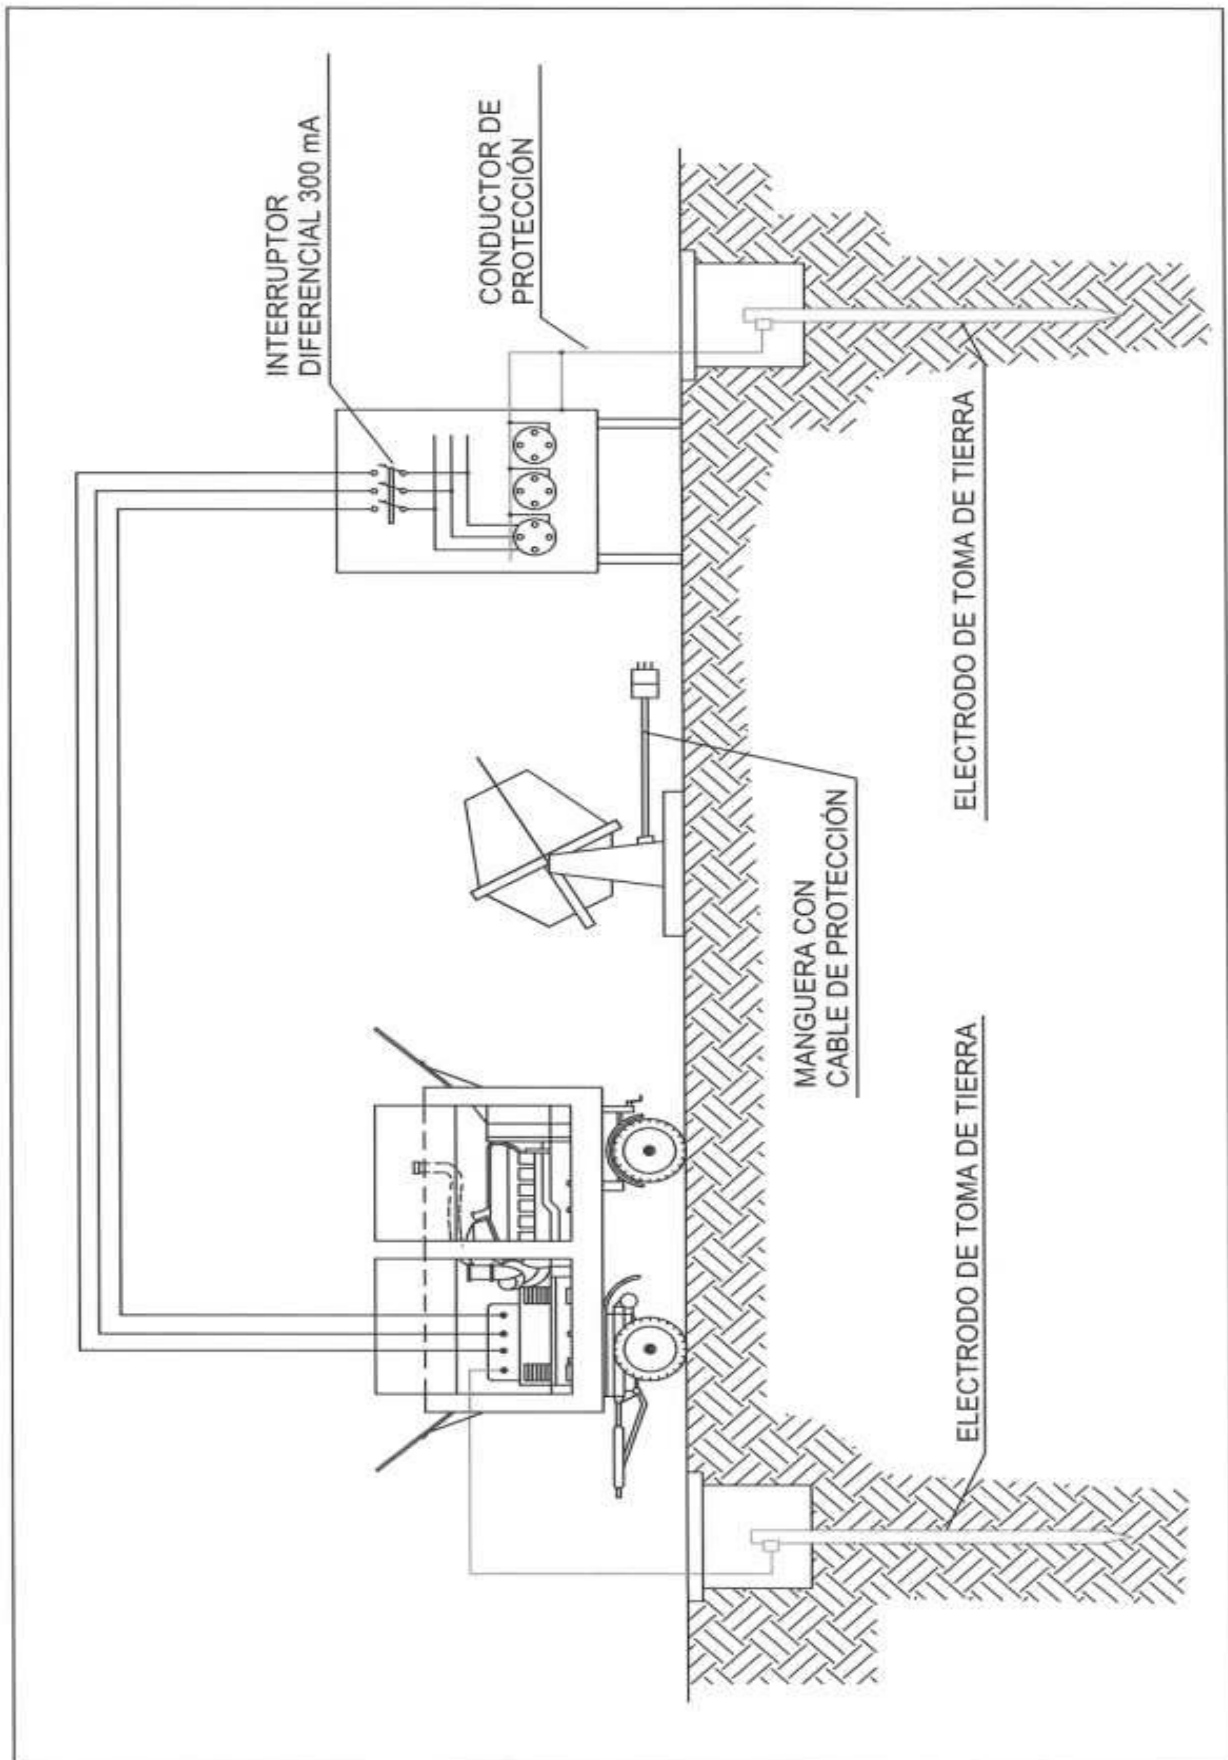 INTERRUPTOR
DIFERENCIAL 300 mA
CONDUCTOR DE
PROTECCIÓN
MANGUERA CON
CABLE DE PROTECCIÓN
ELECTRODO DE TOMA DE TIERRA
ELECTRODO DE TOMA DE TIERRA